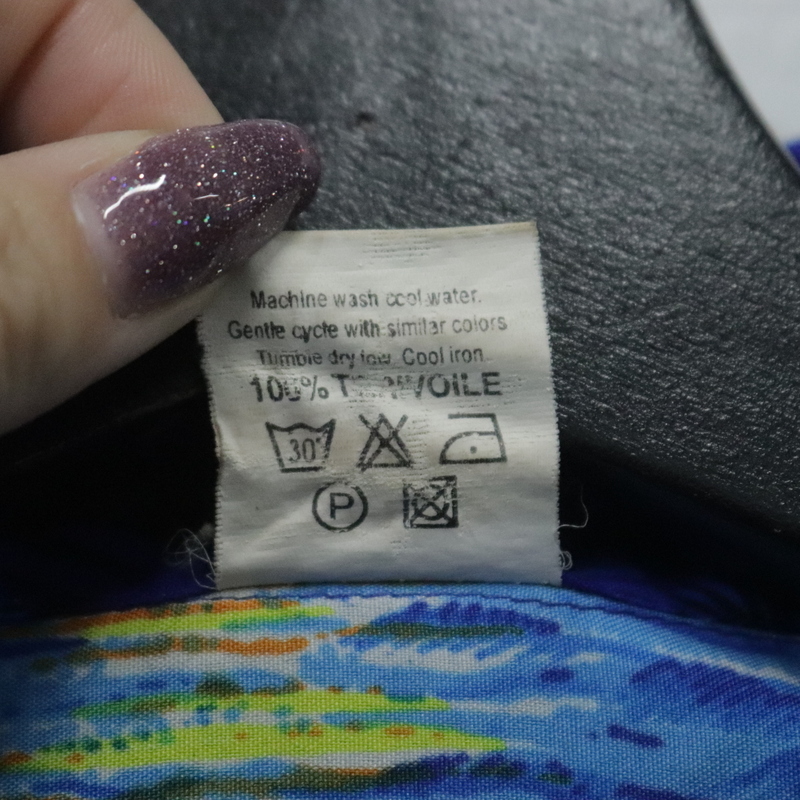 Machine wash cool water.
Gentle cycle with similar colors
Tumble dry low. Cool iron.
100% VOILE
30°
P